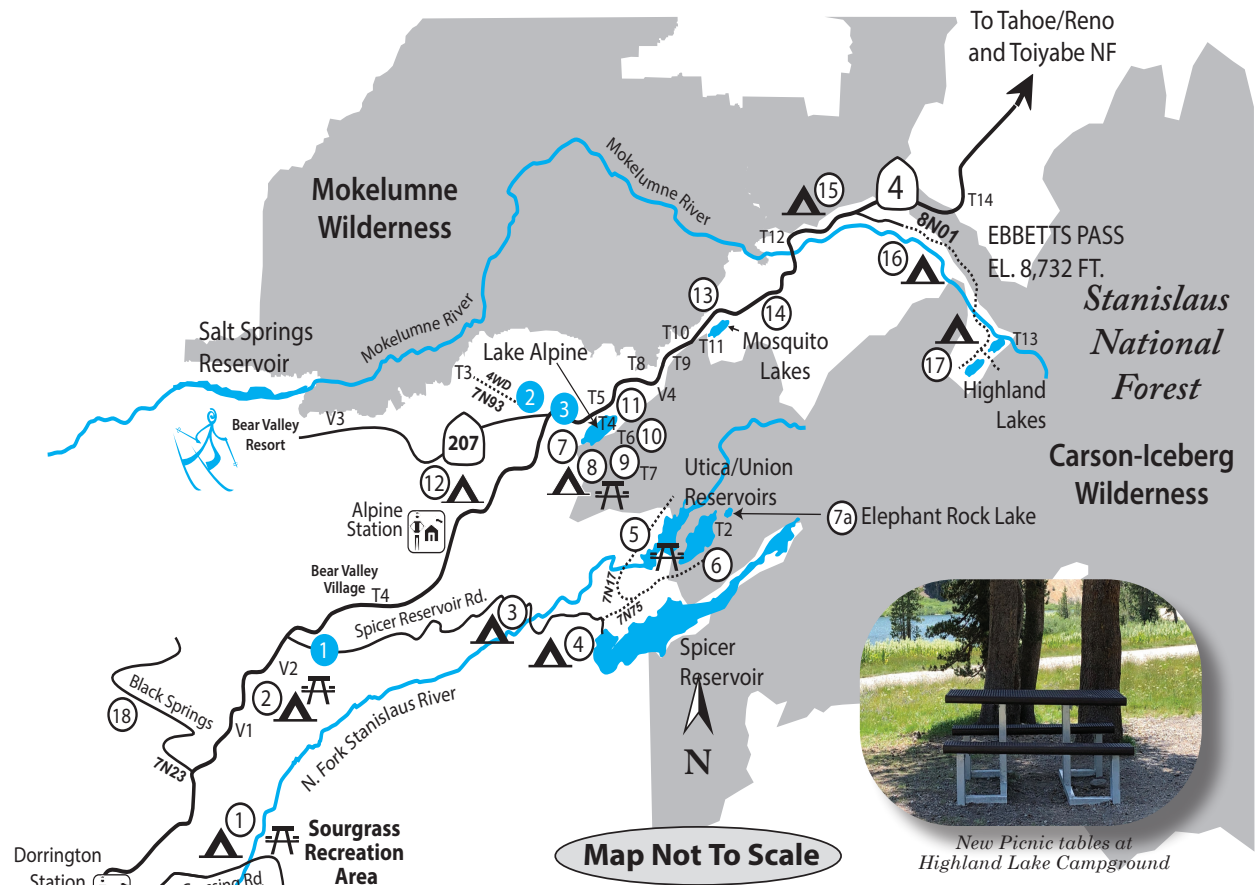 To Tahoe/Reno
and Toiyabe NF
Mokelumne
Wilderness
Mokelumne River
Mokelumne River
15
4
T14
8N01
T12
16
EBBETTS PASS
EL. 8,732 FT.
Stanislaus
National
Forest
13
14
T10
T11
Mosquito
Lakes
T13
17
Highland
Lakes
Salt Springs
Reservoir
Lake Alpine
T3
4WD
7N93
2
3
T8
T9
T5
V4
11
T4
T6
10
7
8
9
T7
Bear Valley
Resort
V3
207
12
Carson-Iceberg
Wilderness
Utica/Union
Reservoirs
7a
Elephant Rock Lake
Alpine
Station
5
T2
6
7N17
7N75
Bear Valley
Village
T4
Spicer Reservoir Rd.
3
4
1
Spicer
Reservoir
V2
2
Black Springs
18
V1
7N23
N. Fork Stanislaus River
N
1
Sourgrass
Recreation
Area
Map Not To Scale
New Picnic tables at
Highland Lake Campground
Dorrington
Station
Crossing Rd.